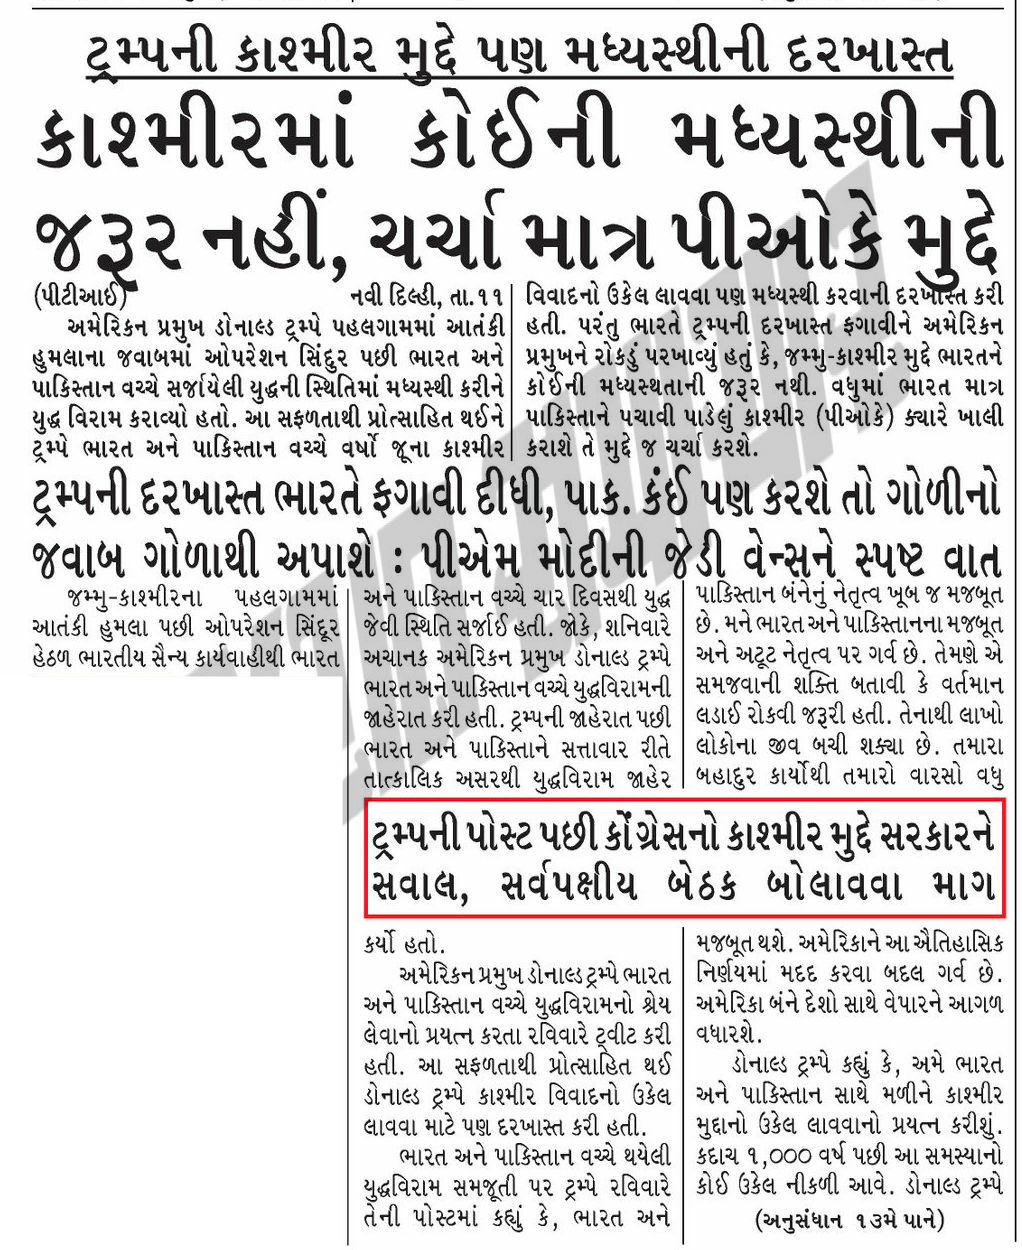 ટ્રમ્પની કાશ્મીર મુદ્દે પણ મધ્યસ્થીની દરખાસ્ત
કાશ્મીરમાં કોઈની મધ્યસ્થીની
જરૂર નહીં, ચર્ચા માત્ર પીઓકે મુદ્દે
(પીટીઆઈ) નવી દિલ્હી, તા.૧૧
અમેરિકન પ્રમુખ ડોનાલ્ડ ટ્રમ્પે પહલગામમાં આતંકી
હુમલાના જવાબમાં ઓપરેશન સિંદુર પછી ભારત અને
પાકિસ્તાન વચ્ચે સર્જાયેલી યુદ્ધની સ્થિતિમાં મધ્યસ્થી કરીને
યુદ્ધ વિરામ કરાવ્યો હતો. આ સફળતાથી પ્રોત્સાહિત થઈને
ટ્રમ્પે ભારત અને પાકિસ્તાન વચ્ચે વર્ષો જૂના કાશ્મીર
વિવાદનો ઉકેલ લાવવા પણ મધ્યસ્થી કરવાની દરખાસ્ત કરી
હતી. પરંતુ ભારતે ટ્રમ્પની દરખાસ્ત ફગાવીને અમેરિકન
પ્રમુખને રોકડું પરખાવ્યું હતું કે, જમ્મુ-કાશ્મીર મુદ્દે ભારતને
કોઈની મધ્યસ્થતાની જરૂર નથી. વધુમાં ભારત માત્ર
પાકિસ્તાને પચાવી પાડેલું કાશ્મીર (પીઓકે) ક્યારે ખાલી
કરાશે તે મુદ્દે જ ચર્ચા કરશે.
ટ્રમ્પની દરખાસ્ત ભારતે ફગાવી દીધી, પાક. કંઈ પણ કરશે તો ગોળીનો
જવાબ ગોળાથી અપાશે : પીએમ મોદીની જેડી વેન્સને સ્પષ્ટ વાત
જમ્મુ-કાશ્મીરના પહલગામમાં
આતંકી હુમલા પછી ઓપરેશન સિંદૂર
હેઠળ ભારતીય સૈન્ય કાર્યવાહીથી ભારત
અને પાકિસ્તાન વચ્ચે ચાર દિવસથી યુદ્ધ
જેવી સ્થિતિ સર્જાઈ હતી. જોકે, શનિવારે
અચાનક અમેરિકન પ્રમુખ ડોનાલ્ડ ટ્રમ્પે
ભારત અને પાકિસ્તાન વચ્ચે યુદ્ધવિરામની
જાહેરાત કરી હતી. ટ્રમ્પની જાહેરાત પછી
ભારત અને પાકિસ્તાને સત્તાવાર રીતે
તાત્કાલિક અસરથી યુદ્ધવિરામ જાહેર
પાકિસ્તાન બંનેનું નેતૃત્વ ખૂબ જ મજબૂત
છે. મને ભારત અને પાકિસ્તાનના મજબૂત
અને અટૂટ નેતૃત્વ પર ગર્વ છે. તેમણે એ
સમજવાની શક્તિ બતાવી કે વર્તમાન
લડાઈ રોકવી જરૂરી હતી. તેનાથી લાખો
લોકોના જીવ બચી શક્યા છે. તમારા
બહાદુર કાર્યોથી તમારો વારસો વધુ
ટ્રમ્પની પોસ્ટ પછી કોંગ્રેસનો કાશ્મીર મુદ્દે સરકારને
સવાલ, સર્વપક્ષીય બેઠક બોલાવવા માગ
કર્યો હતો.
અમેરિકન પ્રમુખ ડોનાલ્ડ ટ્રમ્પે ભારત
અને પાકિસ્તાન વચ્ચે યુદ્ધવિરામનો શ્રેય
લેવાનો પ્રયત્ન કરતા રવિવારે ટ્વીટ કરી
હતી. આ સફળતાથી પ્રોત્સાહિત થઈ
ડોનાલ્ડ ટ્રમ્પે કાશ્મીર વિવાદનો ઉકેલ
લાવવા માટે પણ દરખાસ્ત કરી હતી.
ભારત અને પાકિસ્તાન વચ્ચે થયેલી
યુદ્ધવિરામ સમજૂતી પર ટ્રમ્પે રવિવારે
તેની પોસ્ટમાં કહ્યું કે, ભારત અને
મજબૂત થશે. અમેરિકાને આ ઐતિહાસિક
નિર્ણયમાં મદદ કરવા બદલ ગર્વ છે.
અમેરિકા બંને દેશો સાથે વેપારને આગળ
વધારશે.
ડોનાલ્ડ ટ્રમ્પે કહ્યું કે, અમે ભારત
અને પાકિસ્તાન સાથે મળીને કાશ્મીર
મુદ્દાનો ઉકેલ લાવવાનો પ્રયત્ન કરીશું.
કદાચ ૧,૦૦૦ વર્ષ પછી આ સમસ્યાનો
કોઈ ઉકેલ નીકળી આવે. ડોનાલ્ડ ટ્રમ્પે
(અનુસંધાન ૧૩મે પાને)